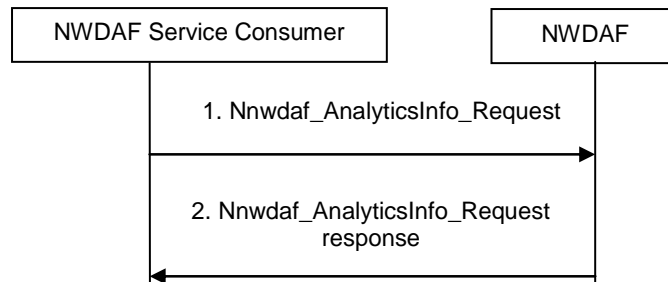 NWDAF Service Consumer
NWDAF
1. Nnwdaf_AnalyticsInfo_Request
2. Nnwdaf_AnalyticsInfo_Request
response